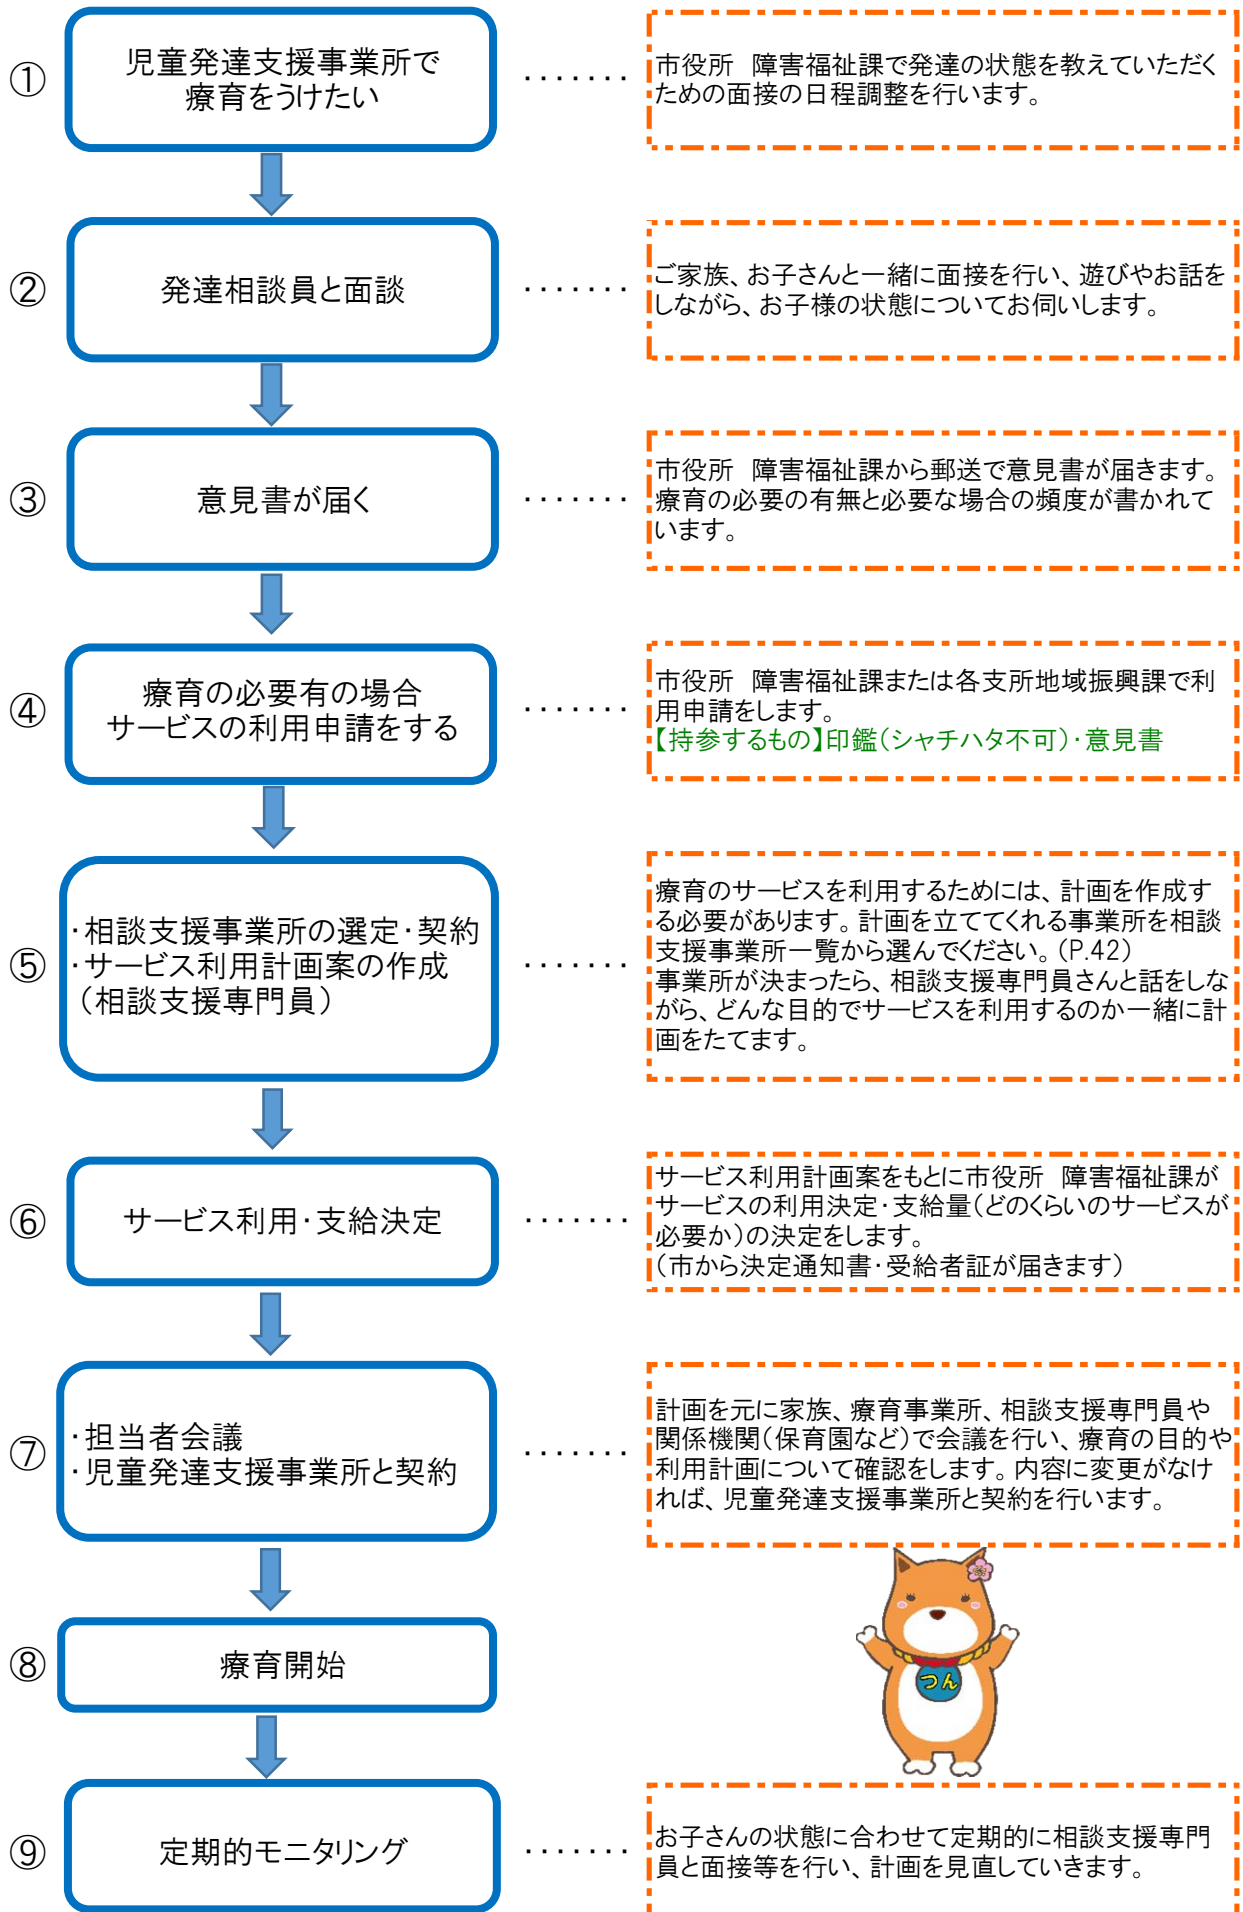 ①
児童発達支援事業所で
療育をうけたい
・・・・・・・
市役所　障害福祉課で発達の状態を教えていただく
ための面接の日程調整を行います。
②
発達相談員と面談
・・・・・・・
ご家族、お子さんと一緒に面接を行い、遊びやお話を
しながら、お子様の状態についてお伺いします。
③
意見書が届く
・・・・・・・
市役所　障害福祉課から郵送で意見書が届きます。
療育の必要の有無と必要な場合の頻度が書かれて
います。
④
療育の必要有の場合
サービスの利用申請をする
・・・・・・・
市役所　障害福祉課または各支所地域振興課で利
用申請をします。
【持参するもの】印鑑（シャチハタ不可）・意見書
⑤
・相談支援事業所の選定・契約
・サービス利用計画案の作成
（相談支援専門員）
・・・・・・・
療育のサービスを利用するためには、計画を作成す
る必要があります。計画を立ててくれる事業所を相談
支援事業所一覧から選んでください。（P.42）
事業所が決まったら、相談支援専門員さんと話をしな
がら、どんな目的でサービスを利用するのか一緒に計
画をたてます。
⑥
サービス利用・支給決定
・・・・・・・
サービス利用計画案をもとに市役所　障害福祉課が
サービスの利用決定・支給量（どのくらいのサービスが
必要か）の決定をします。
（市から決定通知書・受給者証が届きます）
⑦
・担当者会議
・児童発達支援事業所と契約
・・・・・・・
計画を元に家族、療育事業所、相談支援専門員や
関係機関（保育園など）で会議を行い、療育の目的や
利用計画について確認をします。内容に変更がなけ
れば、児童発達支援事業所と契約を行います。
つん
⑧
療育開始
⑨
定期的モニタリング
・・・・・・・
お子さんの状態に合わせて定期的に相談支援専門
員と面接等を行い、計画を見直していきます。